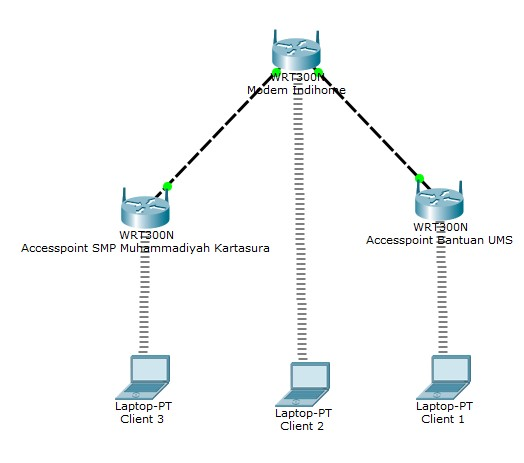 WRT300N
Modem Indihome
WRT300N
Accesspoint SMP Muhammadiyah Kartasura
WRT300N
Accesspoint Bantuan UMS
Laptop-PT
Client 3
Laptop-PT
Client 2
Laptop-PT
Client 1